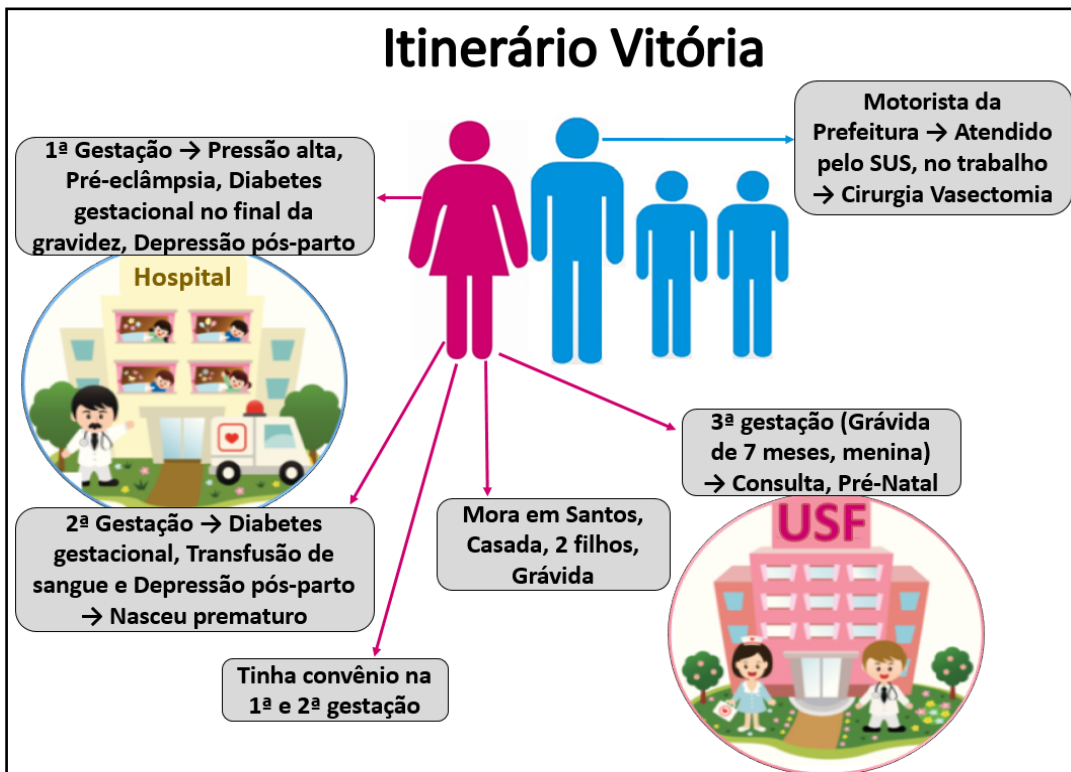 Itinerário Vitória
Motorista da
Prefeitura → Atendido
pelo SUS, no trabalho
→ Cirurgia Vasectomia
1ª Gestação → Pressão alta,
Pré-eclâmpsia, Diabetes
gestacional no final da
gravidez, Depressão pós-parto
Hospital
2ª Gestação → Diabetes
gestacional, Transfusão de
sangue e Depressão pós-parto
→ Nasceu prematuro
Tinha convênio na
1ª e 2ª gestação
Mora em Santos,
Casada, 2 filhos,
Grávida
3ª gestação (Grávida
de 7 meses, menina)
→ Consulta, Pré-Natal
USF